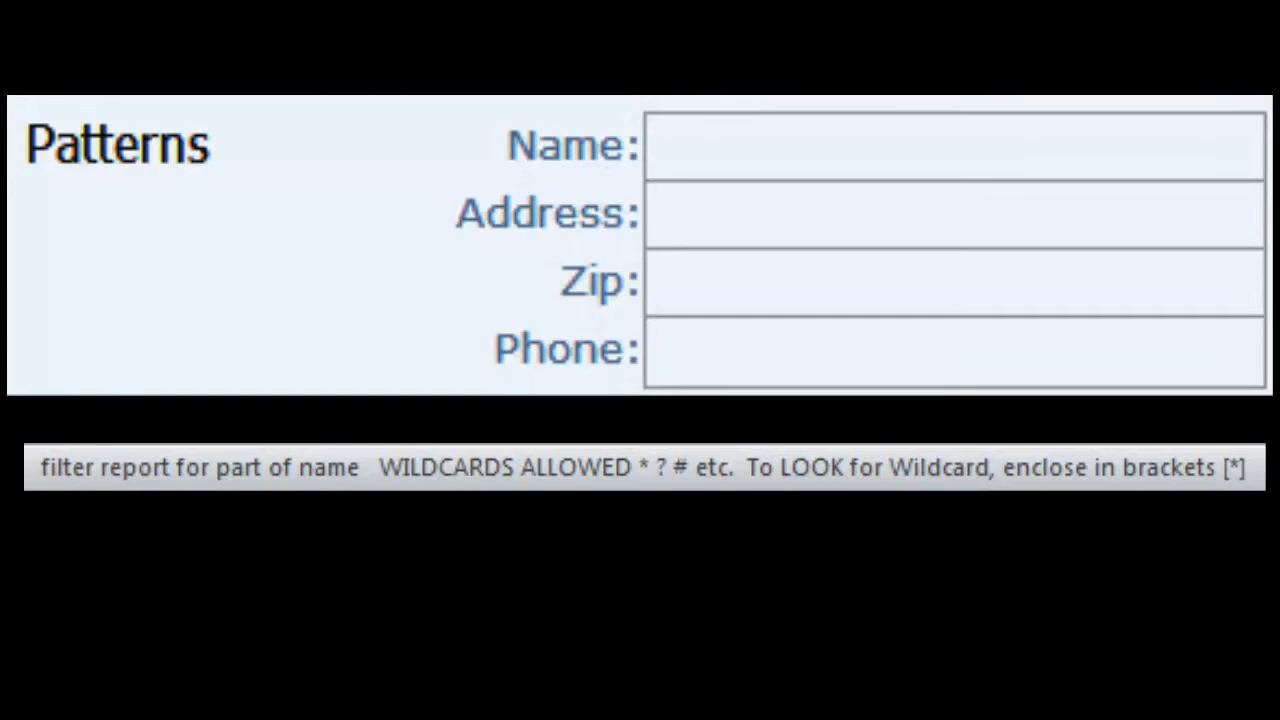 Patterns
Name:
Address:
Zip:
Phone:
filter report for part of name WILDCARDS ALLOWED * ? # etc. To LOOK for Wildcard, enclose in brackets [*]